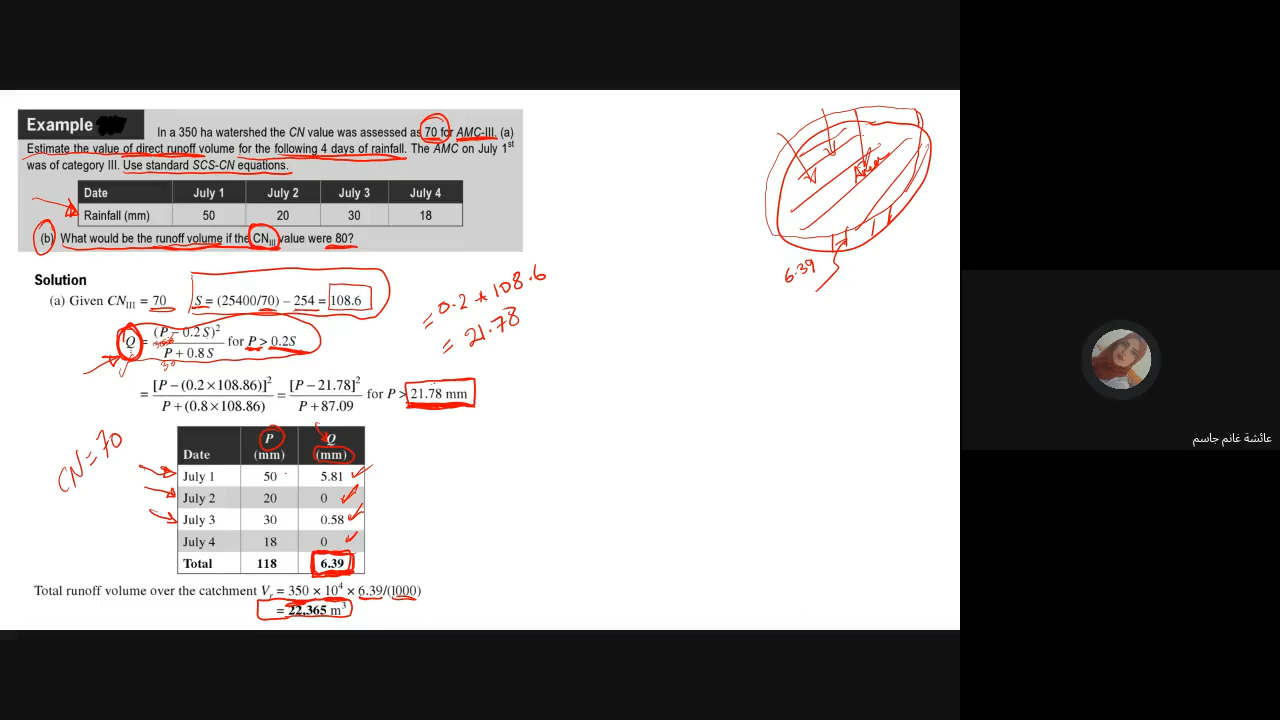 Example
In a 350 ha watershed the CN value was assessed as 70 for AMC-III. (a)
Estimate the value of direct runoff volume for the following 4 days of rainfall. The AMC on July 1st
was of category III. Use standard SCS-CN equations.
Date July 1 July 2 July 3 July 4
Rainfall (mm) 50 20 30 18
(b) What would be the runoff volume if the CNIII value were 80?
Solution
(a) Given CNIII = 70 S = (25400/70) – 254 = 108.6
Q = (P – 0.2 S)² / P + 0.8 S for P > 0.2S
30
= [P – (0.2 × 108.86)]² / P + (0.8 × 108.86) = [P – 21.78]² / P + 87.09 for P > 21.78 mm
= 0.2 * 108.6
= 21.78
CN = 70
Date P (mm) Q (mm)
July 1 50 5.81
July 2 20 0
July 3 30 0.58
July 4 18 0
Total 118 6.39
Total runoff volume over the catchment Vr = 350 × 10⁴ × 6.39/(1000)
= 22,365 m³
6.39
عائشة غانم جاسم